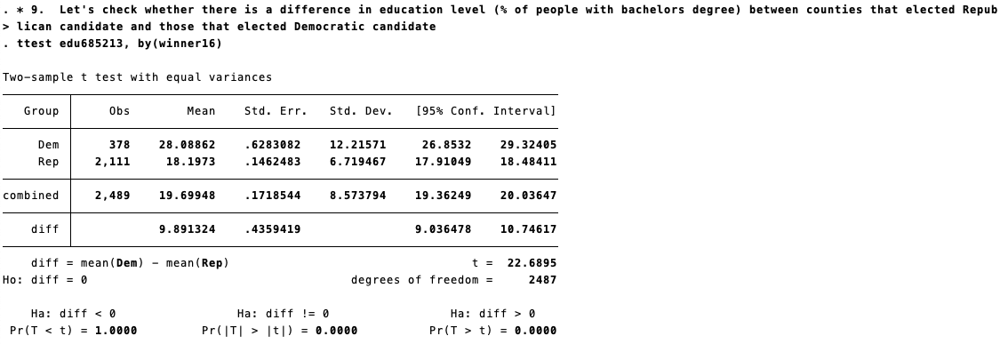 . * 9.  Let's check whether there is a difference in education level (% of people with bachelors degree) between counties that elected Repub
> lican candidate and those that elected Democratic candidate
. ttest edu685213, by(winner16)
Two-sample t test with equal variances
Group Obs Mean Std. Err. Std. Dev. [95% Conf. Interval]
Dem 378 28.08862 .6283082 12.21571 26.8532 29.32405
Rep 2,111 18.1973 .1462483 6.719467 17.91049 18.48411
combined 2,489 19.69948 .1718544 8.573794 19.36249 20.03647
diff 9.891324 .4359419 9.036478 10.74617
diff = mean(Dem) - mean(Rep) t = 22.6895
Ho: diff = 0 degrees of freedom = 2487
Ha: diff < 0 Ha: diff != 0 Ha: diff > 0
Pr(T < t) = 1.0000 Pr(|T| > |t|) = 0.0000 Pr(T > t) = 0.0000